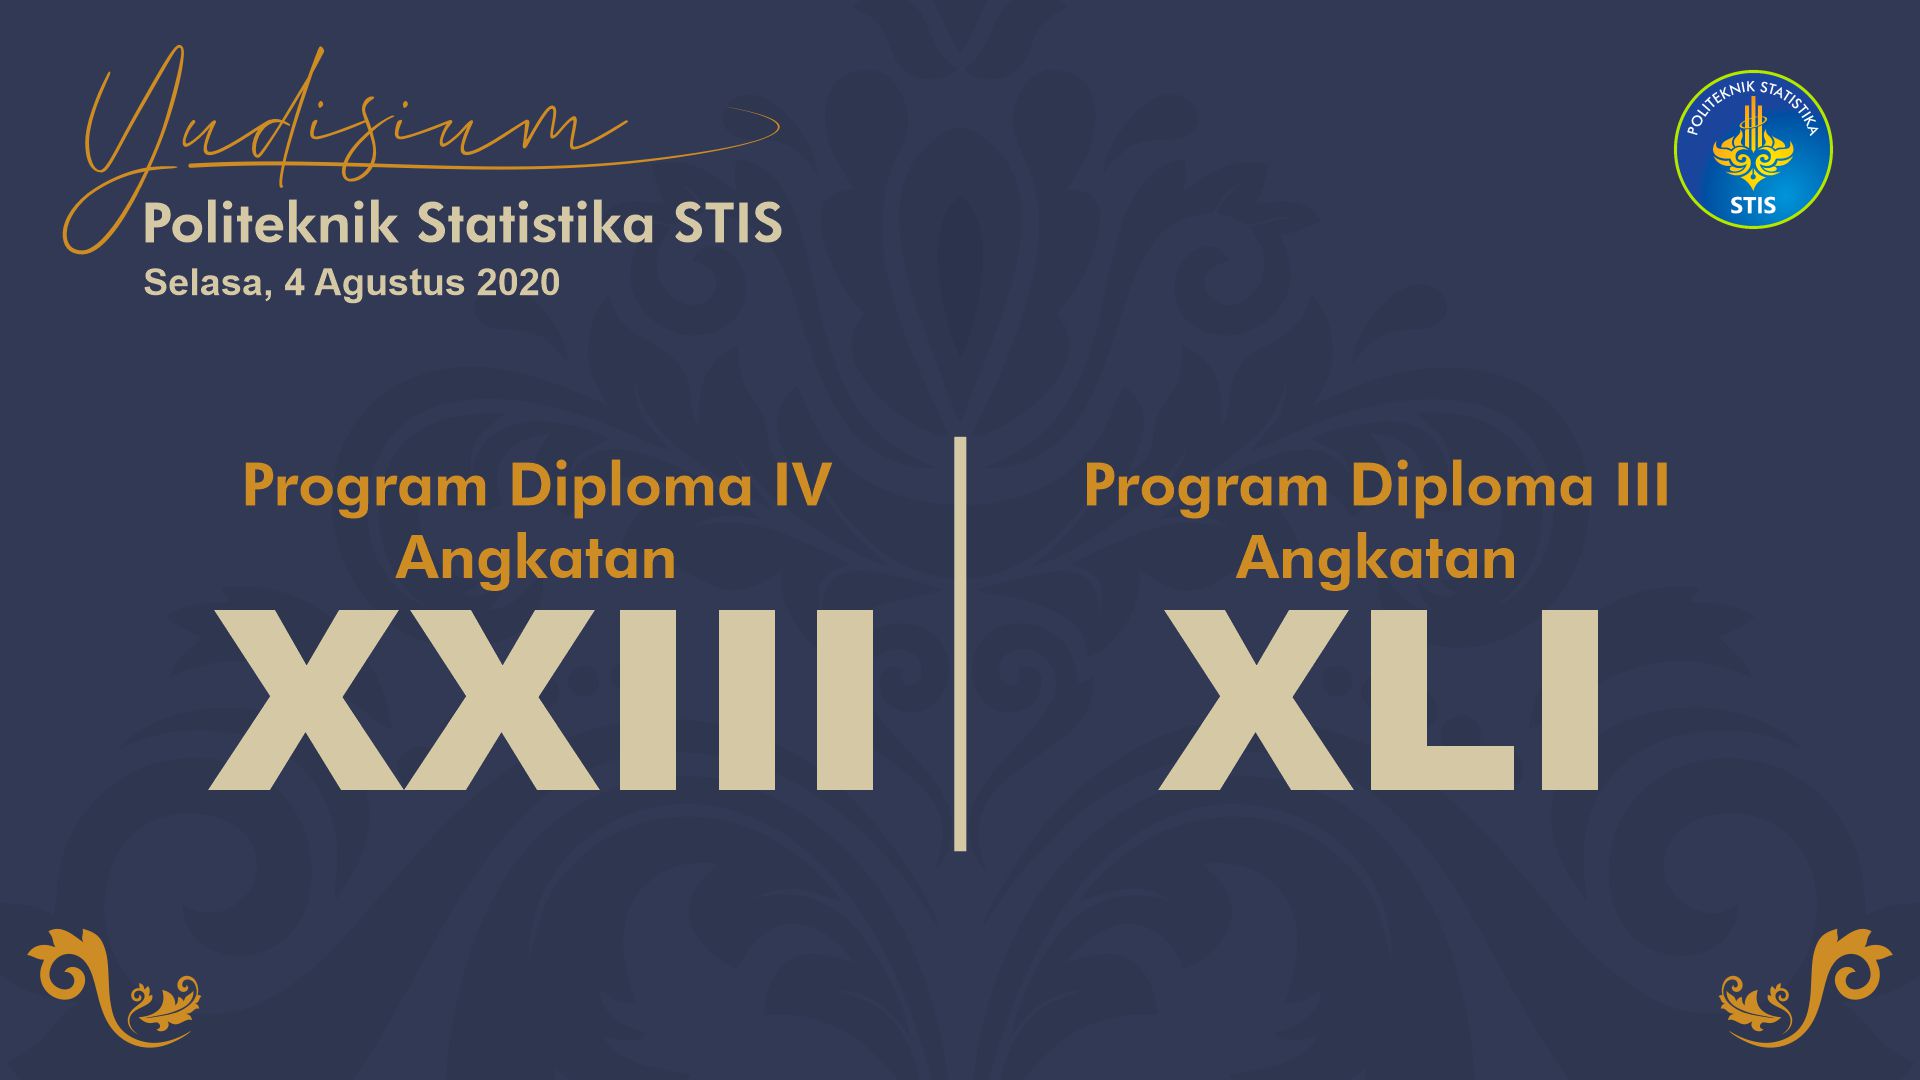 Yudisium
Politeknik Statistika STIS
Selasa, 4 Agustus 2020
POLITEKNIK STATISTIKA
STIS
Program Diploma IV
Angkatan
XXIII
Program Diploma III
Angkatan
XLI